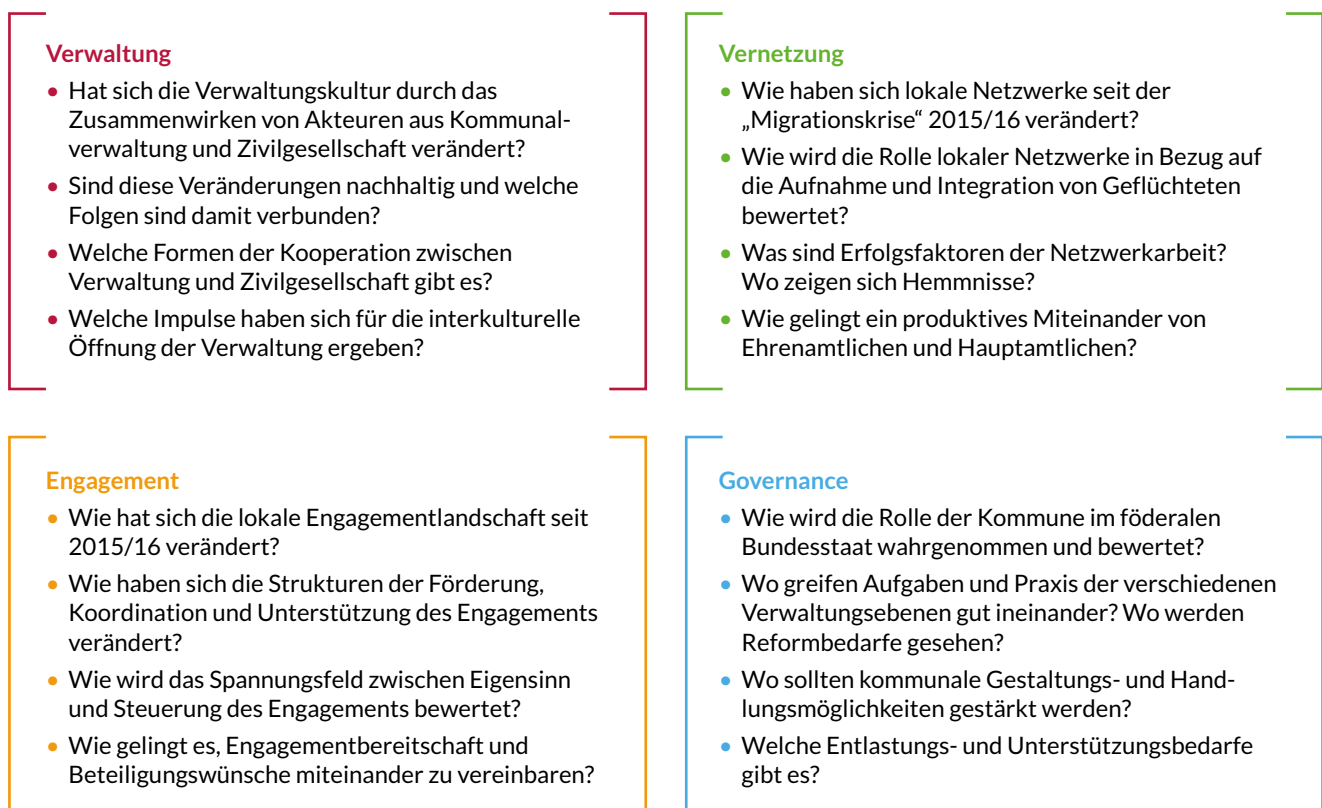 Verwaltung
• Hat sich die Verwaltungskultur durch das
Zusammenwirken von Akteuren aus Kommunal-
verwaltung und Zivilgesellschaft verändert?
• Sind diese Veränderungen nachhaltig und welche
Folgen sind damit verbunden?
• Welche Formen der Kooperation zwischen
Verwaltung und Zivilgesellschaft gibt es?
• Welche Impulse haben sich für die interkulturelle
Öffnung der Verwaltung ergeben?
Vernetzung
• Wie haben sich lokale Netzwerke seit der
„Migrationskrise“ 2015/16 verändert?
• Wie wird die Rolle lokaler Netzwerke in Bezug auf
die Aufnahme und Integration von Geflüchteten
bewertet?
• Was sind Erfolgsfaktoren der Netzwerkarbeit?
Wo zeigen sich Hemmnisse?
• Wie gelingt ein produktives Miteinander von
Ehrenamtlichen und Hauptamtlichen?
Engagement
• Wie hat sich die lokale Engagementlandschaft seit
2015/16 verändert?
• Wie haben sich die Strukturen der Förderung,
Koordination und Unterstützung des Engagements
verändert?
• Wie wird das Spannungsfeld zwischen Eigensinn
und Steuerung des Engagements bewertet?
• Wie gelingt es, Engagementbereitschaft und
Beteiligungswünsche miteinander zu vereinbaren?
Governance
• Wie wird die Rolle der Kommune im föderalen
Bundesstaat wahrgenommen und bewertet?
• Wo greifen Aufgaben und Praxis der verschiedenen
Verwaltungsebenen gut ineinander? Wo werden
Reformbedarfe gesehen?
• Wo sollten kommunale Gestaltungs- und Hand-
lungsmöglichkeiten gestärkt werden?
• Welche Entlastungs- und Unterstützungsbedarfe
gibt es?